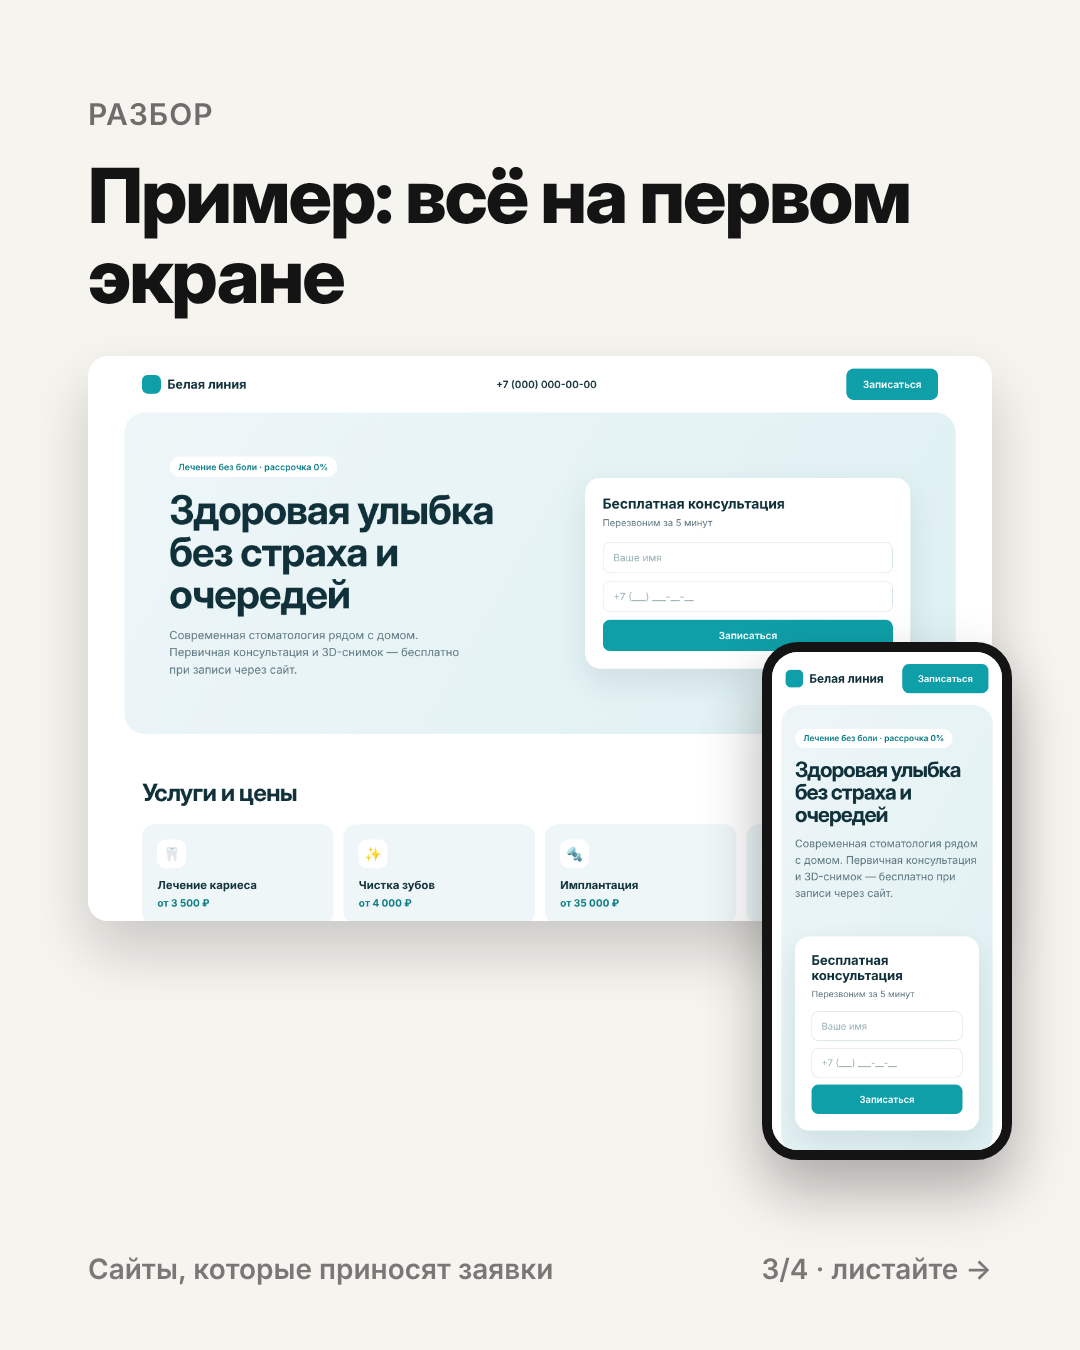 РАЗБОР
Пример: всё на первом
экране
Белая линия
+7 (000) 000-00-00
Записаться
Лечение без боли · рассрочка 0%
Здоровая улыбка
без страха и
очередей
Современная стоматология рядом с домом.
Первичная консультация и 3D-снимок — бесплатно
при записи через сайт.
Бесплатная консультация
Перезвоним за 5 минут
Ваше имя
+7 (___) ___-__-__
Записаться
Услуги и цены
Лечение кариеса
от 3 500 ₽
Чистка зубов
от 4 000 ₽
Имплантация
от 35 000 ₽
Белая линия
Записаться
Лечение без боли · рассрочка 0%
Здоровая улыбка
без страха и
очередей
Современная стоматология рядом
с домом. Первичная консультация
и 3D-снимок — бесплатно при
записи через сайт.
Бесплатная
консультация
Перезвоним за 5 минут
Ваше имя
+7 (___) ___-__-__
Записаться
Сайты, которые приносят заявки
3/4 · листайте →